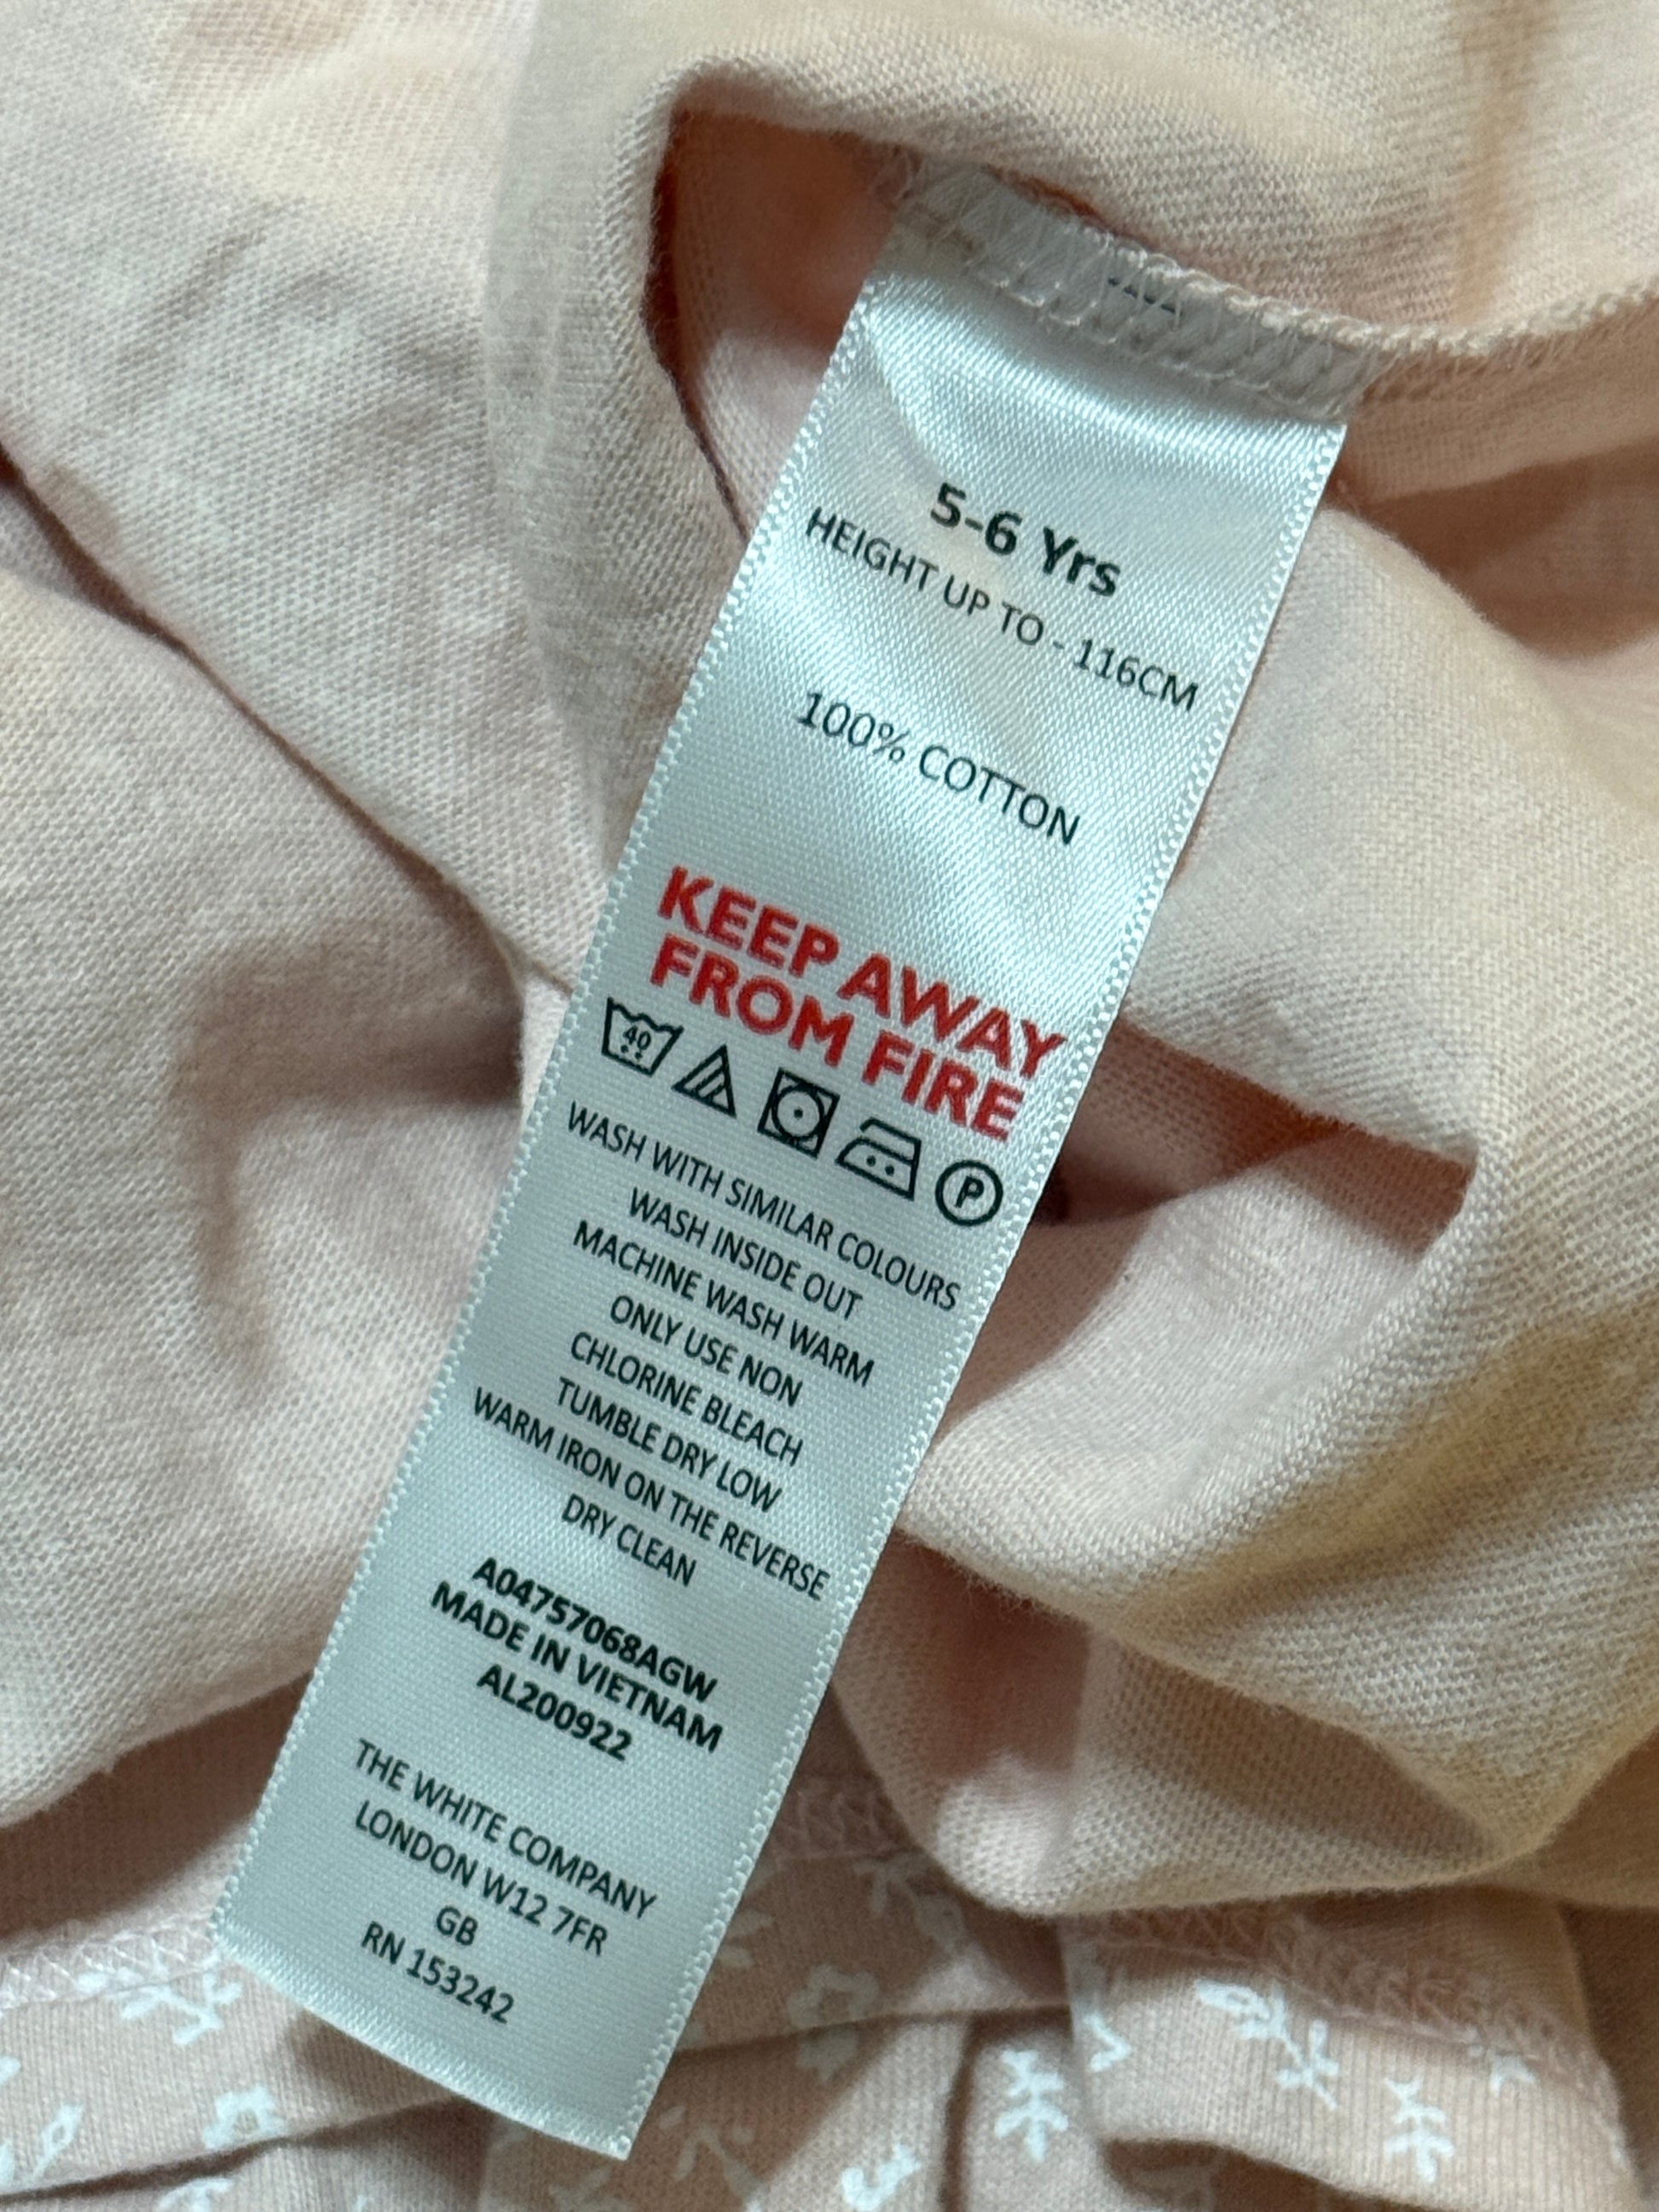 5-6 Yrs
HEIGHT UP TO - 116CM
100% COTTON
KEEP AWAY
FROM FIRE
40
P
WASH WITH SIMILAR COLOURS
WASH INSIDE OUT
MACHINE WASH WARM
ONLY USE NON
CHLORINE BLEACH
TUMBLE DRY LOW
WARM IRON ON THE REVERSE
DRY CLEAN
A04757068AGW
MADE IN VIETNAM
AL200922
THE WHITE COMPANY
LONDON W12 7FR
GB
RN 153242